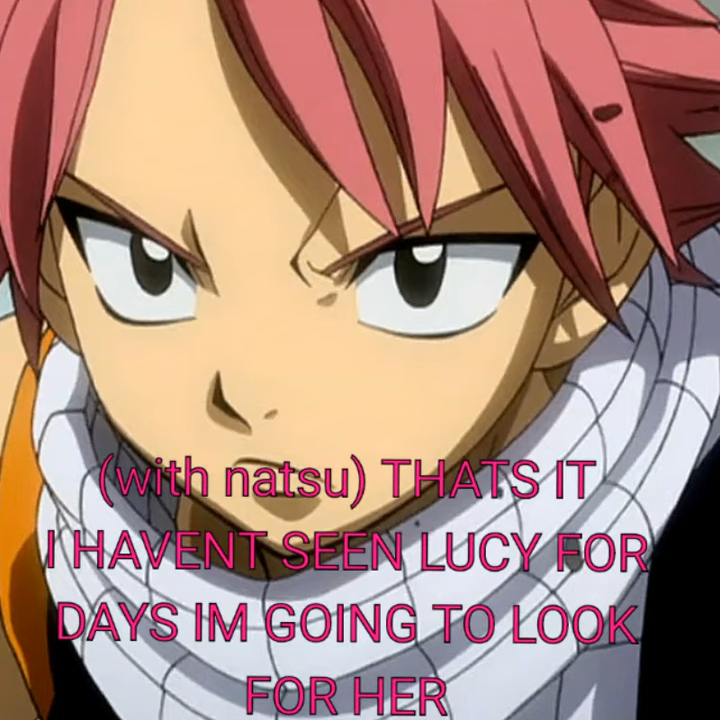 (with natsu) THATS IT
I HAVENT SEEN LUCY FOR
DAYS IM GOING TO LOOK
FOR HER